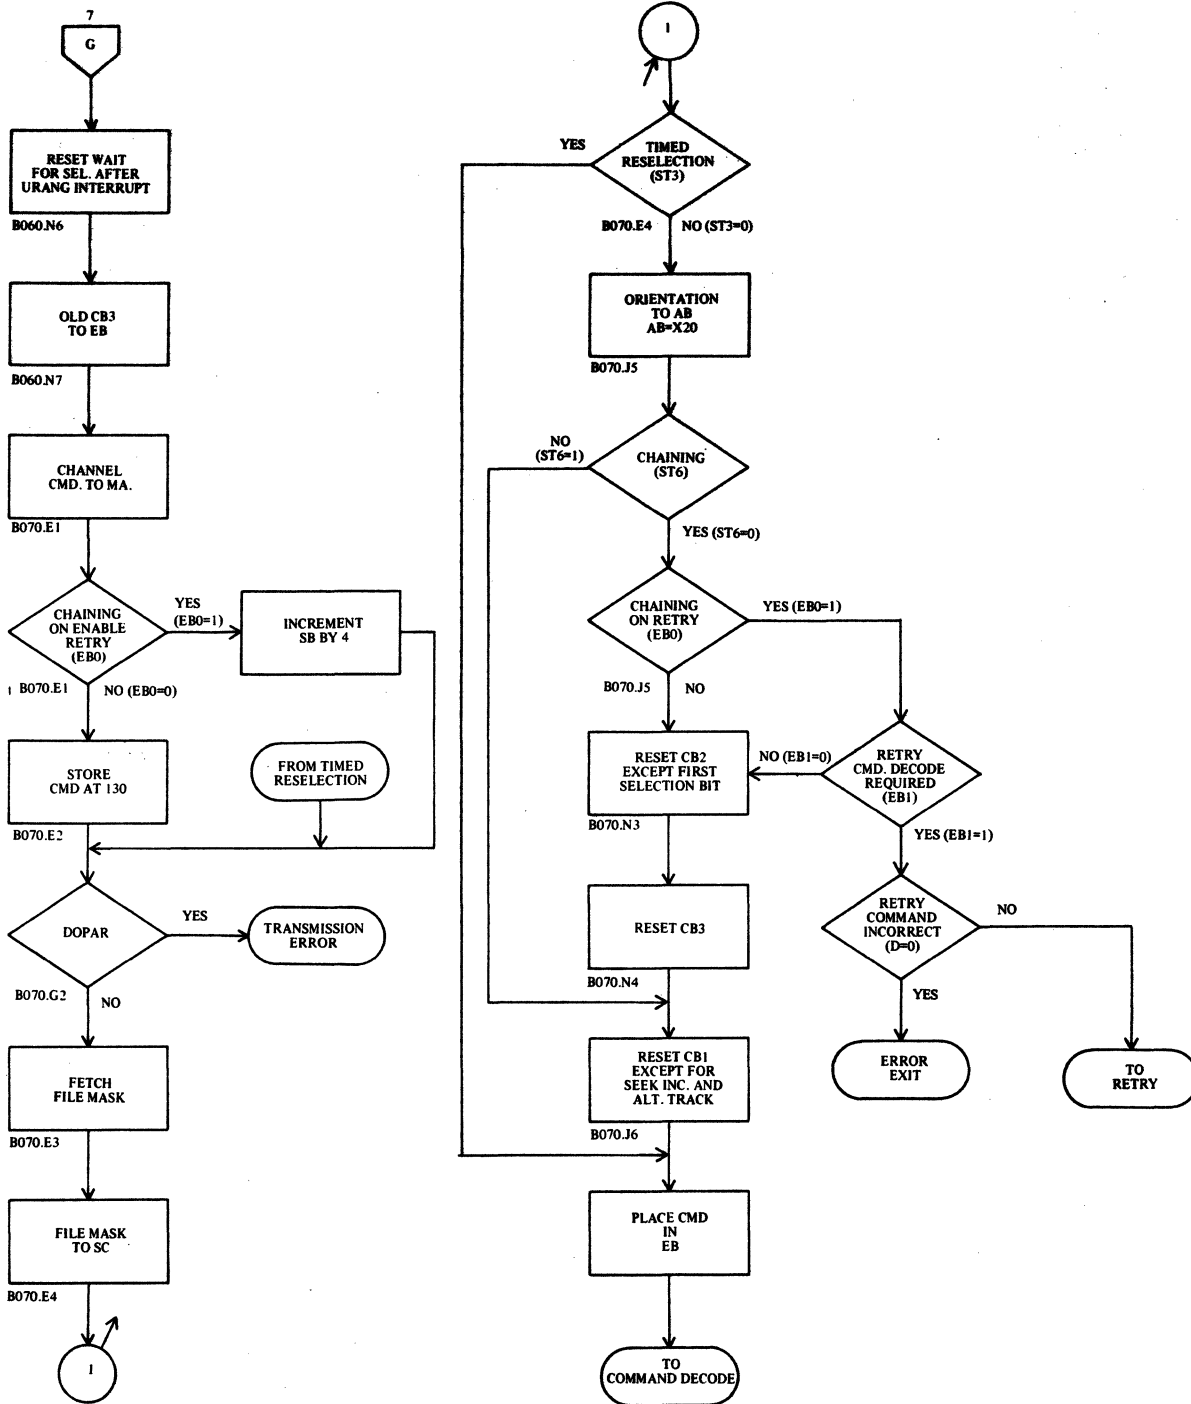 7
G
RESET WAIT
FOR SEL. AFTER
URANG INTERRUPT
B060.N6
OLD CB3
TO EB
B060.N7
CHANNEL
CMD. TO MA.
B070.E1
CHAINING
ON ENABLE
RETRY
(EB0)
YES
(EB0=1)
INCREMENT
SB BY 4
B070.E1
NO (EB0=0)
STORE
CMD AT 130
B070.E2
FROM TIMED
RESELECTION
DOPAR
YES
TRANSMISSION
ERROR
B070.G2
NO
FETCH
FILE MASK
B070.E3
FILE MASK
TO SC
B070.E4
1
1
YES
TIMED
RESELECTION
(ST3)
B070.E4
NO (ST3=0)
ORIENTATION
TO AB
AB=X20
B070.J5
NO
(ST6=1)
CHAINING
(ST6)
YES (ST6=0)
CHAINING
ON RETRY
(EB0)
YES (EB0=1)
B070.J5
NO
RESET CB2
EXCEPT FIRST
SELECTION BIT
B070.N3
NO (EB1=0)
RETRY
CMD. DECODE
REQUIRED
(EB1)
YES (EB1=1)
RESET CB3
B070.N4
RETRY
COMMAND
INCORRECT
(D=0)
NO
YES
RESET CB1
EXCEPT FOR
SEEK INC. AND
ALT. TRACK
B070.J6
ERROR
EXIT
TO
RETRY
PLACE CMD
IN
EB
TO
COMMAND DECODE